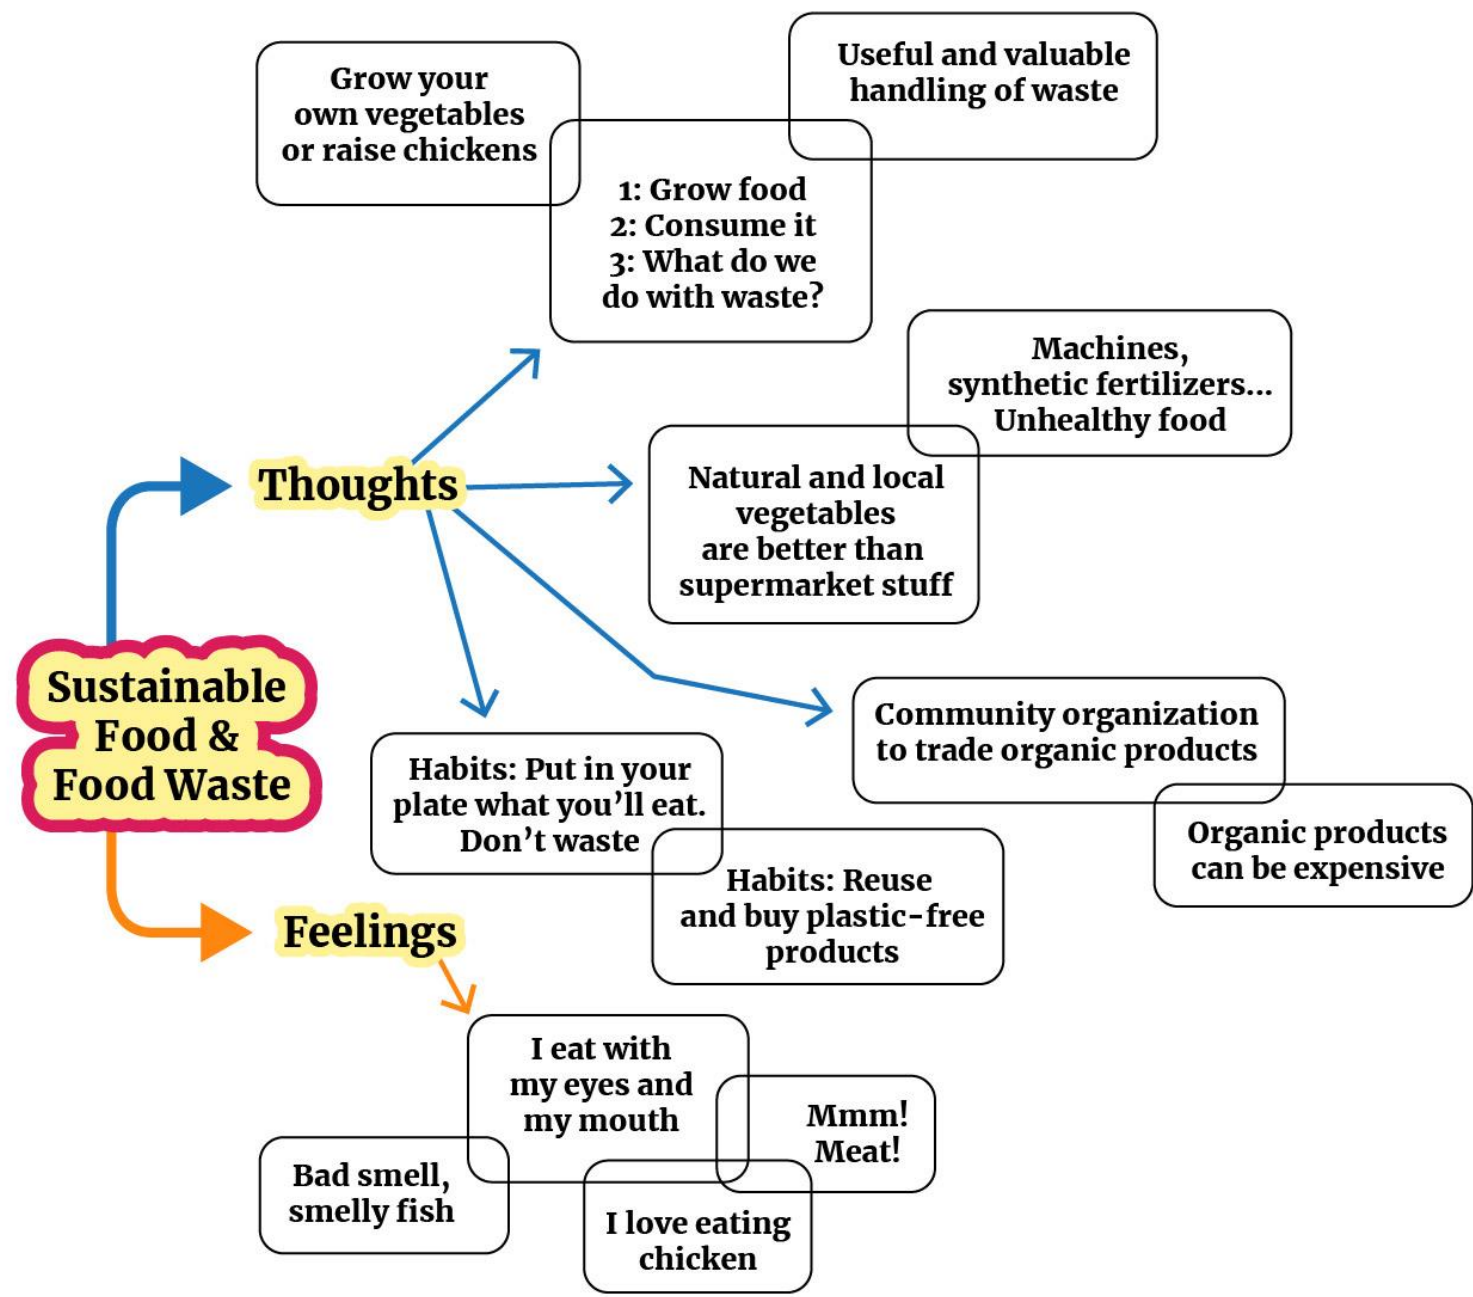 Grow your
own vegetables
or raise chickens
Useful and valuable
handling of waste
1: Grow food
2: Consume it
3: What do we
do with waste?
Machines,
synthetic fertilizers...
Unhealthy food
Thoughts
Natural and local
vegetables
are better than
supermarket stuff
Sustainable
Food &
Food Waste
Community organization
to trade organic products
Habits: Put in your
plate what you’ll eat.
Don’t waste
Organic products
can be expensive
Habits: Reuse
and buy plastic-free
products
Feelings
I eat with
my eyes and
my mouth
Mmm!
Meat!
Bad smell,
smelly fish
I love eating
chicken